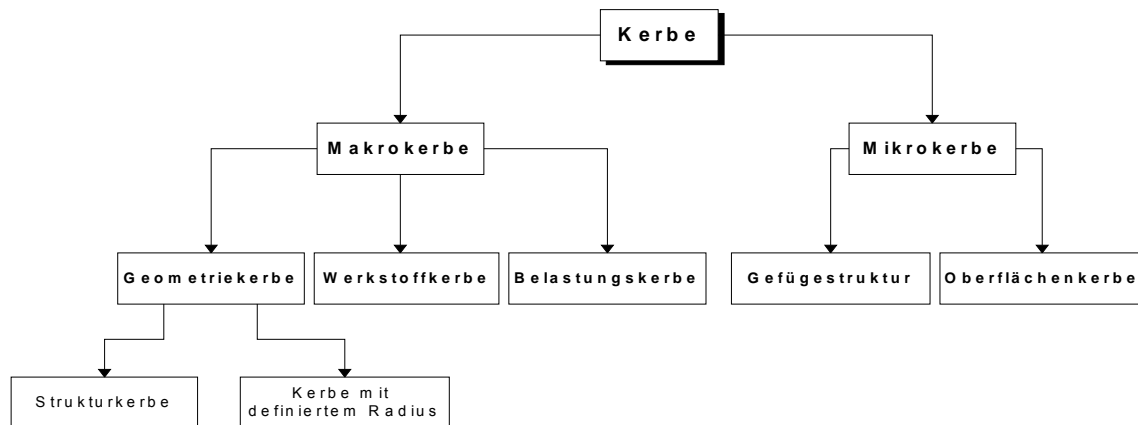 Kerbe
Makrokerbe
Mikrokerbe
Geometriekerbe
Werkstoffkerbe
Belastungskerbe
Gefügestruktur
Oberflächenkerbe
Strukturkerbe
Kerbe mit
definiertem Radius